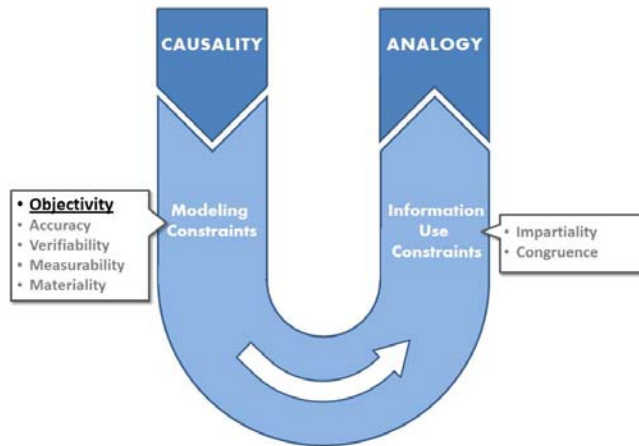 CAUSALITY
ANALOGY
• Objectivity
• Accuracy
• Verifiability
• Measurability
• Materiality
Modeling
Constraints
Information
Use
Constraints
• Impartiality
• Congruence